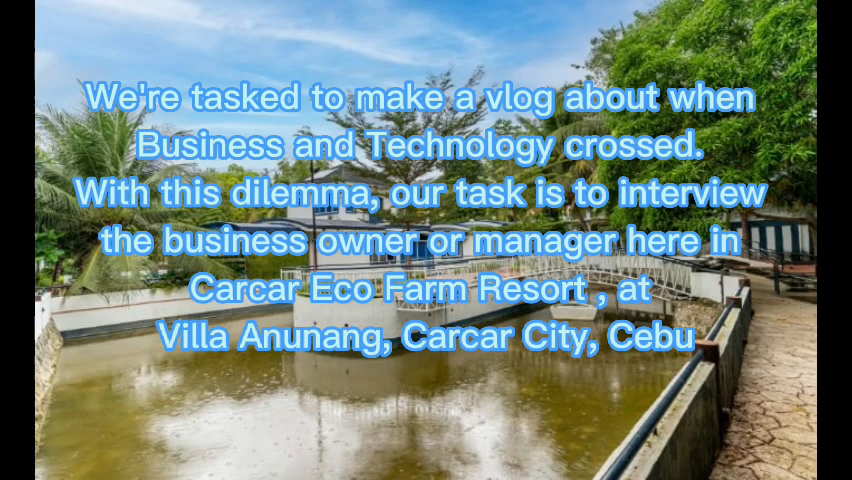 We're tasked to make a vlog about when
Business and Technology crossed.
With this dilemma, our task is to interview
the business owner or manager here in
Carcar Eco Farm Resort , at
Villa Anunang, Carcar City, Cebu